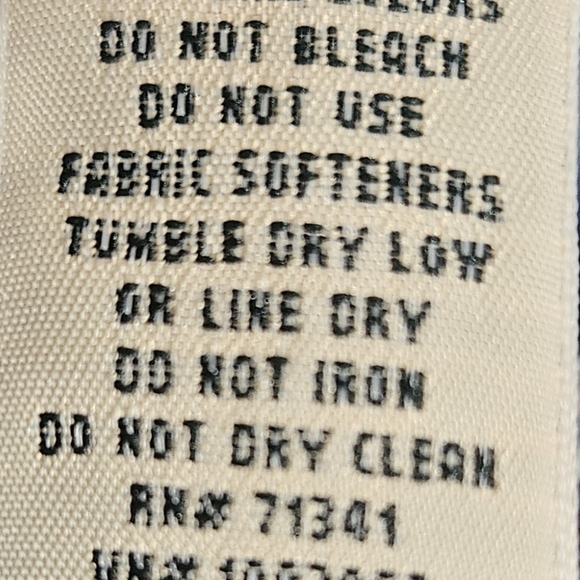 COLORS
DO NOT BLEACH
DO NOT USE
FABRIC SOFTENERS
TUMBLE DRY LOW
OR LINE DRY
DO NOT IRON
DO NOT DRY CLEAN
RN# 71341